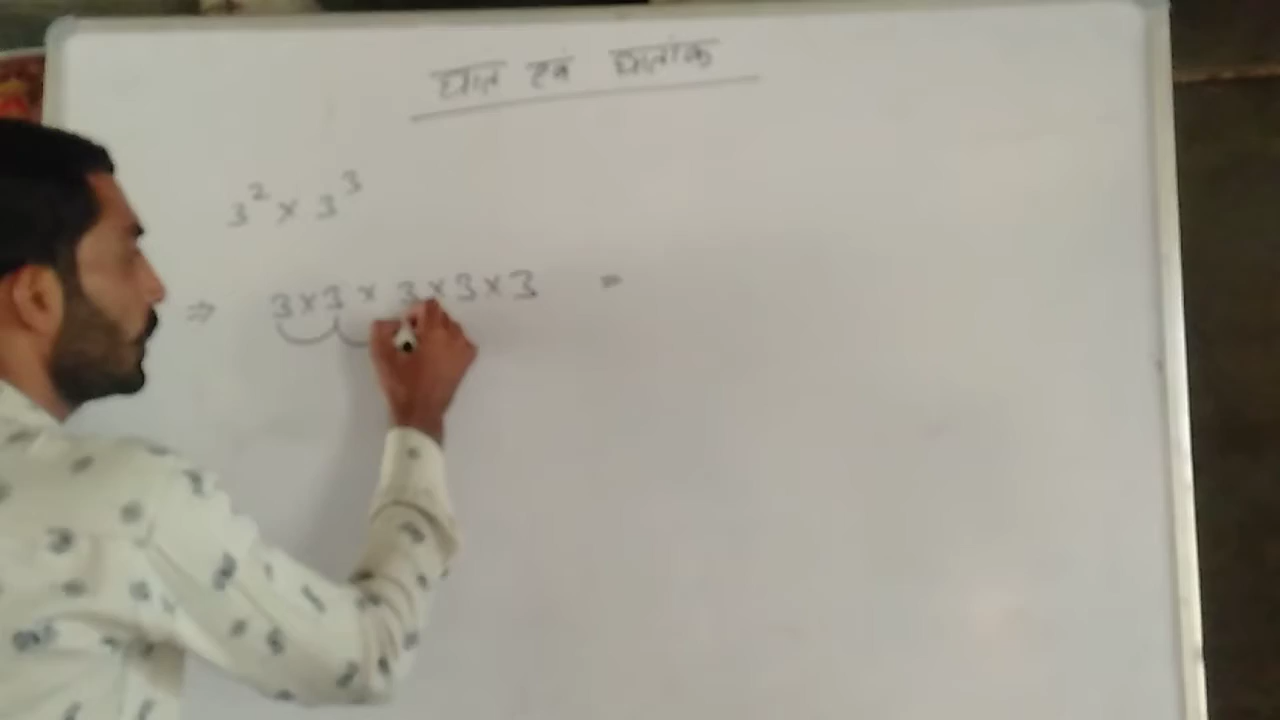 घात एवं घातांक
3² × 3³
⇒ 3×3 × 3×3×3 =